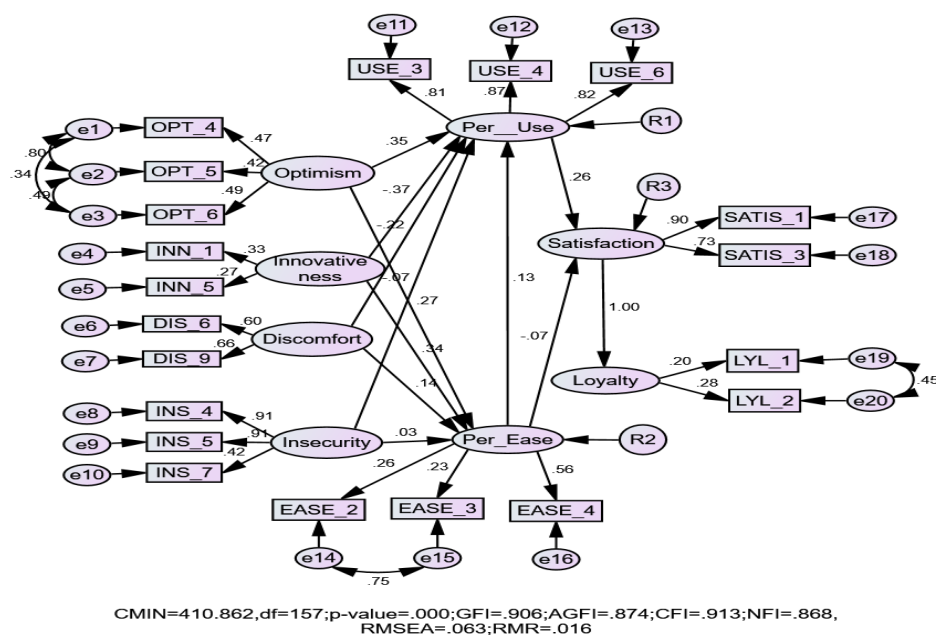 e11
e12
e13
USE_3
USE_4
USE_6
.81
.87
.82
e1
OPT_4
.47
.35
Per__Use
R1
.80
e2
OPT_5
.42
Optimism
.34
.49
-.37
.26
R3
e3
OPT_6
.49
-.22
.90
SATIS_1
e17
e4
INN_1
.33
Satisfaction
.73
SATIS_3
e18
Innovative
ness
e5
INN_5
.27
-.07
.13
.27
1.00
e6
DIS_6
.60
Discomfort
.34
-.07
e7
DIS_9
.66
.14
.20
LYL_1
e19
Loyalty
.45
.28
LYL_2
e20
e8
INS_4
.91
e9
INS_5
.91
Insecurity
.03
Per_Ease
R2
e10
INS_7
.42
.26
.23
.56
EASE_2
EASE_3
EASE_4
e14
e15
e16
.75
CMIN=410.862,df=157;p-value=.000;GFI=.906;AGFI=.874;CFI=.913;NFI=.868,
RMSEA=.063;RMR=.016